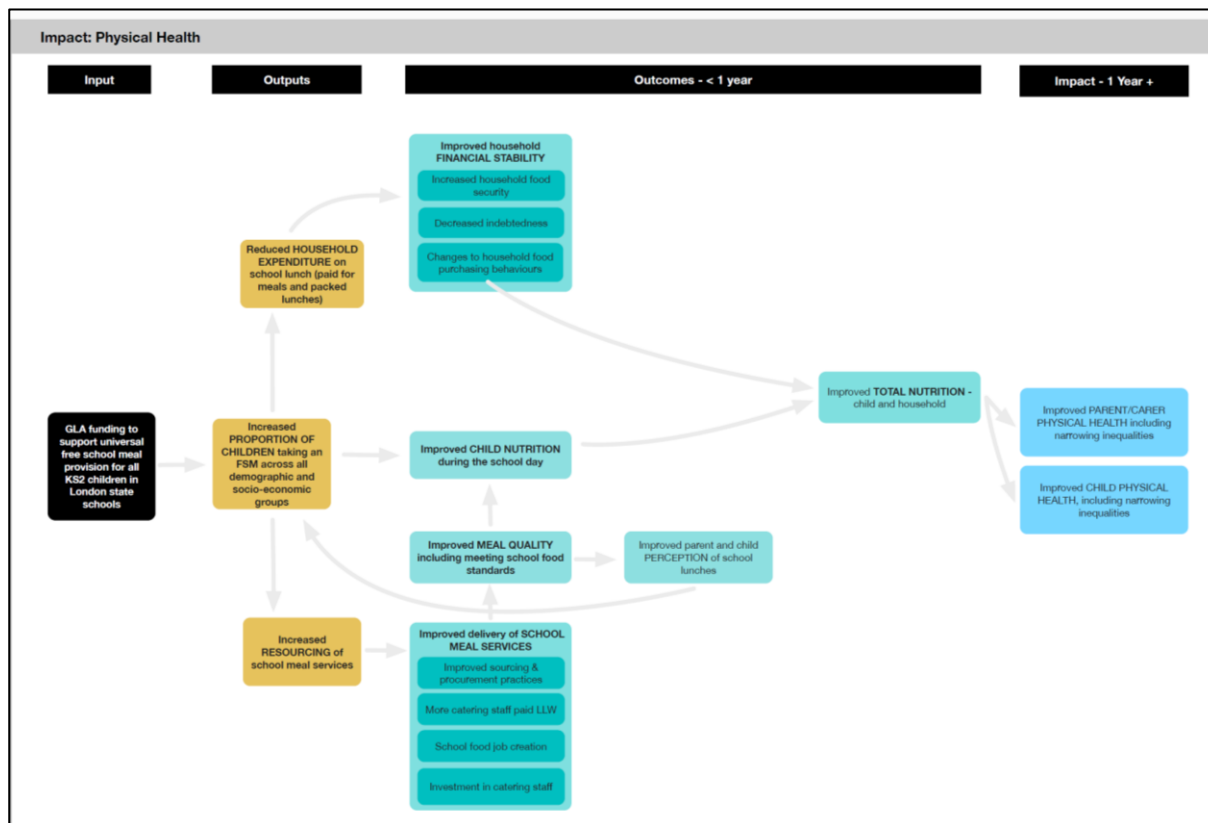 Impact: Physical Health
Input
Outputs
Outcomes - < 1 year
Impact - 1 Year +
Improved household
FINANCIAL STABILITY
Increased household food
security
Decreased indebtedness
Changes to household food
purchasing behaviours
Reduced HOUSEHOLD
EXPENDITURE on
school lunch (paid for
meals and packed
lunches)
GLA funding to
support universal
free school meal
provision for all
KS2 children in
London state
schools
Increased
PROPORTION OF
CHILDREN taking an
FSM across all
demographic and
socio-economic
groups
Improved CHILD NUTRITION
during the school day
Improved TOTAL NUTRITION -
child and household
Improved PARENT/CARER
PHYSICAL HEALTH including
narrowing inequalities
Improved CHILD PHYSICAL
HEALTH, including narrowing
inequalities
Improved MEAL QUALITY
including meeting school food
standards
Improved parent and child
PERCEPTION of school
lunches
Increased
RESOURCING of
school meal services
Improved delivery of SCHOOL
MEAL SERVICES
Improved sourcing &
procurement practices
More catering staff paid LLW
School food job creation
Investment in catering staff